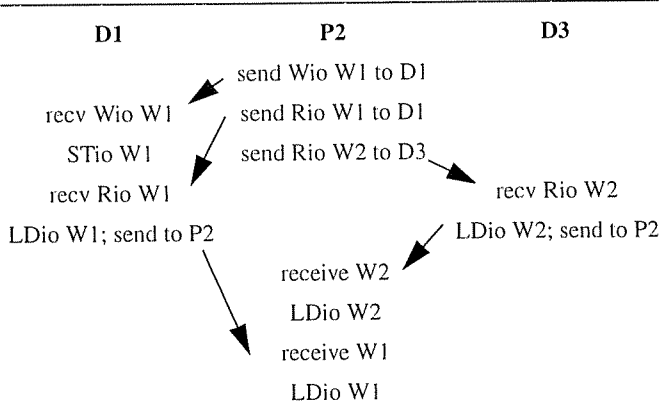 D1 P2 D3
send Wio W1 to D1
recv Wio W1 send Rio W1 to D1
STio W1 send Rio W2 to D3
recv Rio W1 recv Rio W2
LDio W1; send to P2 LDio W2; send to P2
receive W2
LDio W2
receive W1
LDio W1